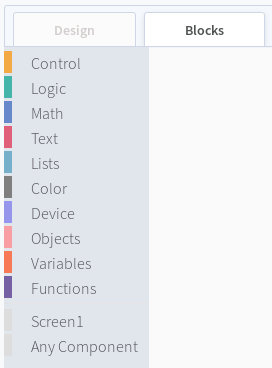 Design Blocks
Control
Logic
Math
Text
Lists
Color
Device
Objects
Variables
Functions
Screen1
Any Component